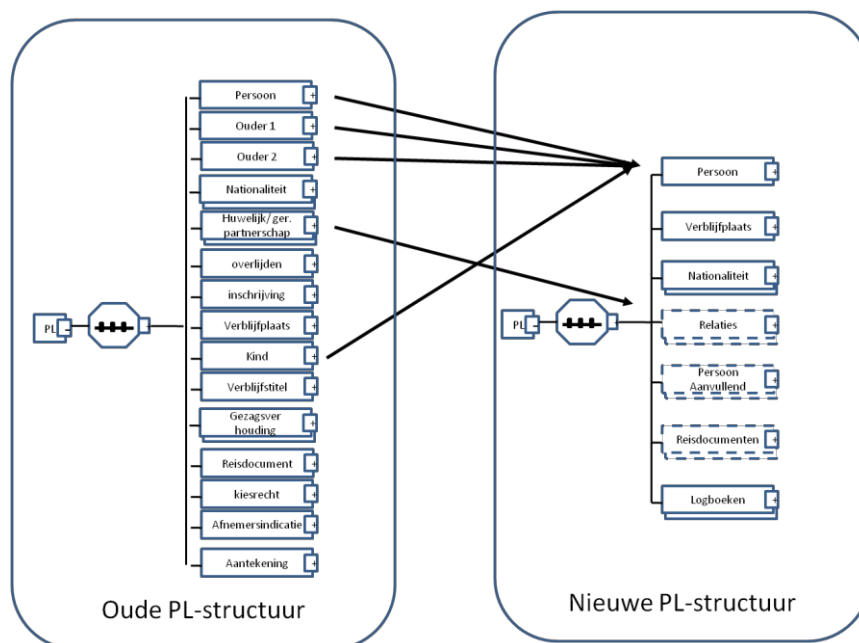 Persoon
+
Ouder 1
+
Ouder 2
+
Nationaliteit
+
Huwelijk/ger.
partnerschap
+
overlijden
+
inschrijving
+
PL
Verblijfplaats
+
Kind
+
Verblijfstitel
+
Gezagsver
houding
+
Reisdocument
+
kiesrecht
+
Afnemersindicatie
+
Aantekening
+
Oude PL-structuur
Persoon
+
Verblijfplaats
+
Nationaliteit
+
PL
Relaties
+
Persoon
Aanvullend
+
Reisdocumenten
+
Logboeken
+
Nieuwe PL-structuur